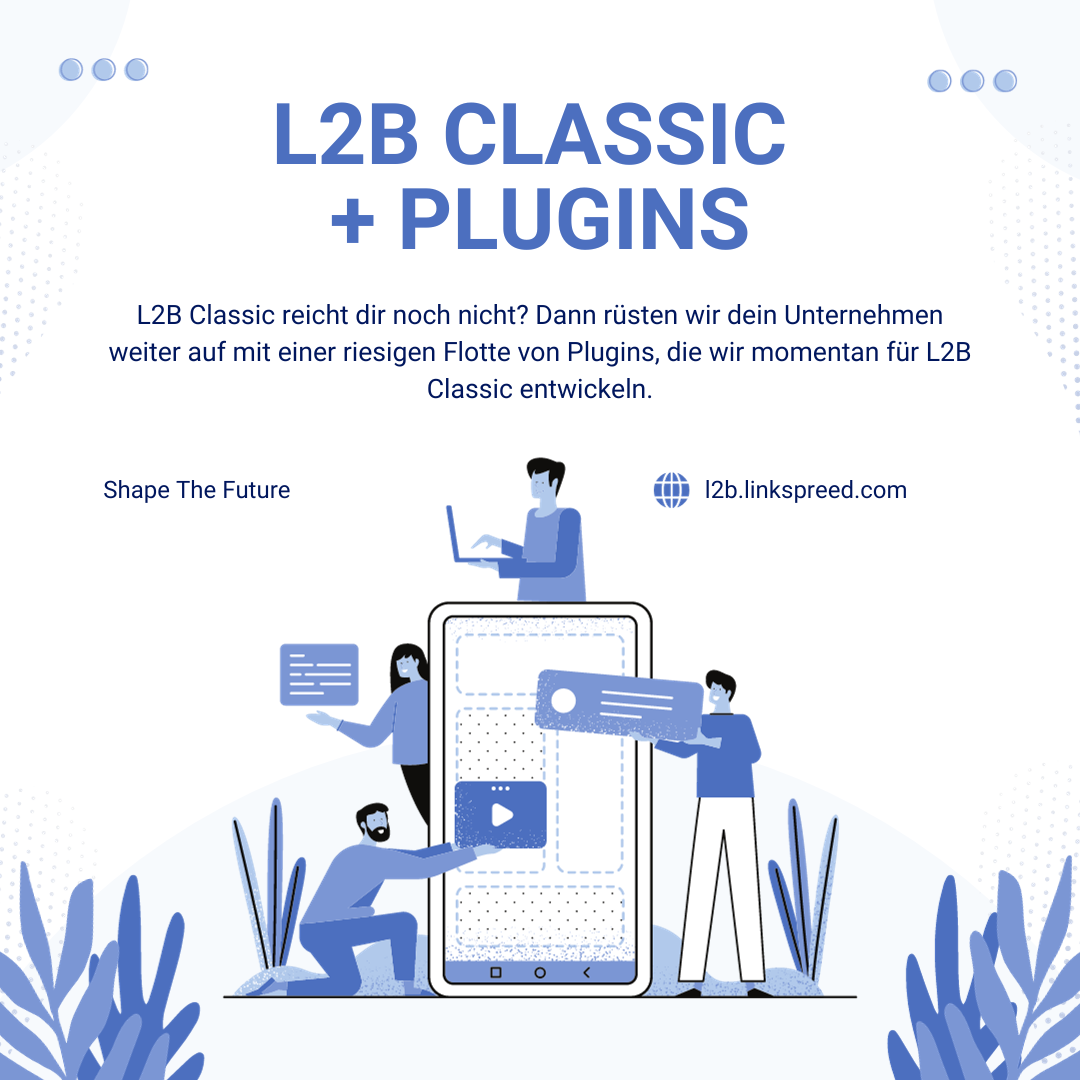 L2B CLASSIC
+ PLUGINS
L2B Classic reicht dir noch nicht? Dann rüsten wir dein Unternehmen
weiter auf mit einer riesigen Flotte von Plugins, die wir momentan für L2B
Classic entwickeln.
Shape The Future
l2b.linkspreed.com